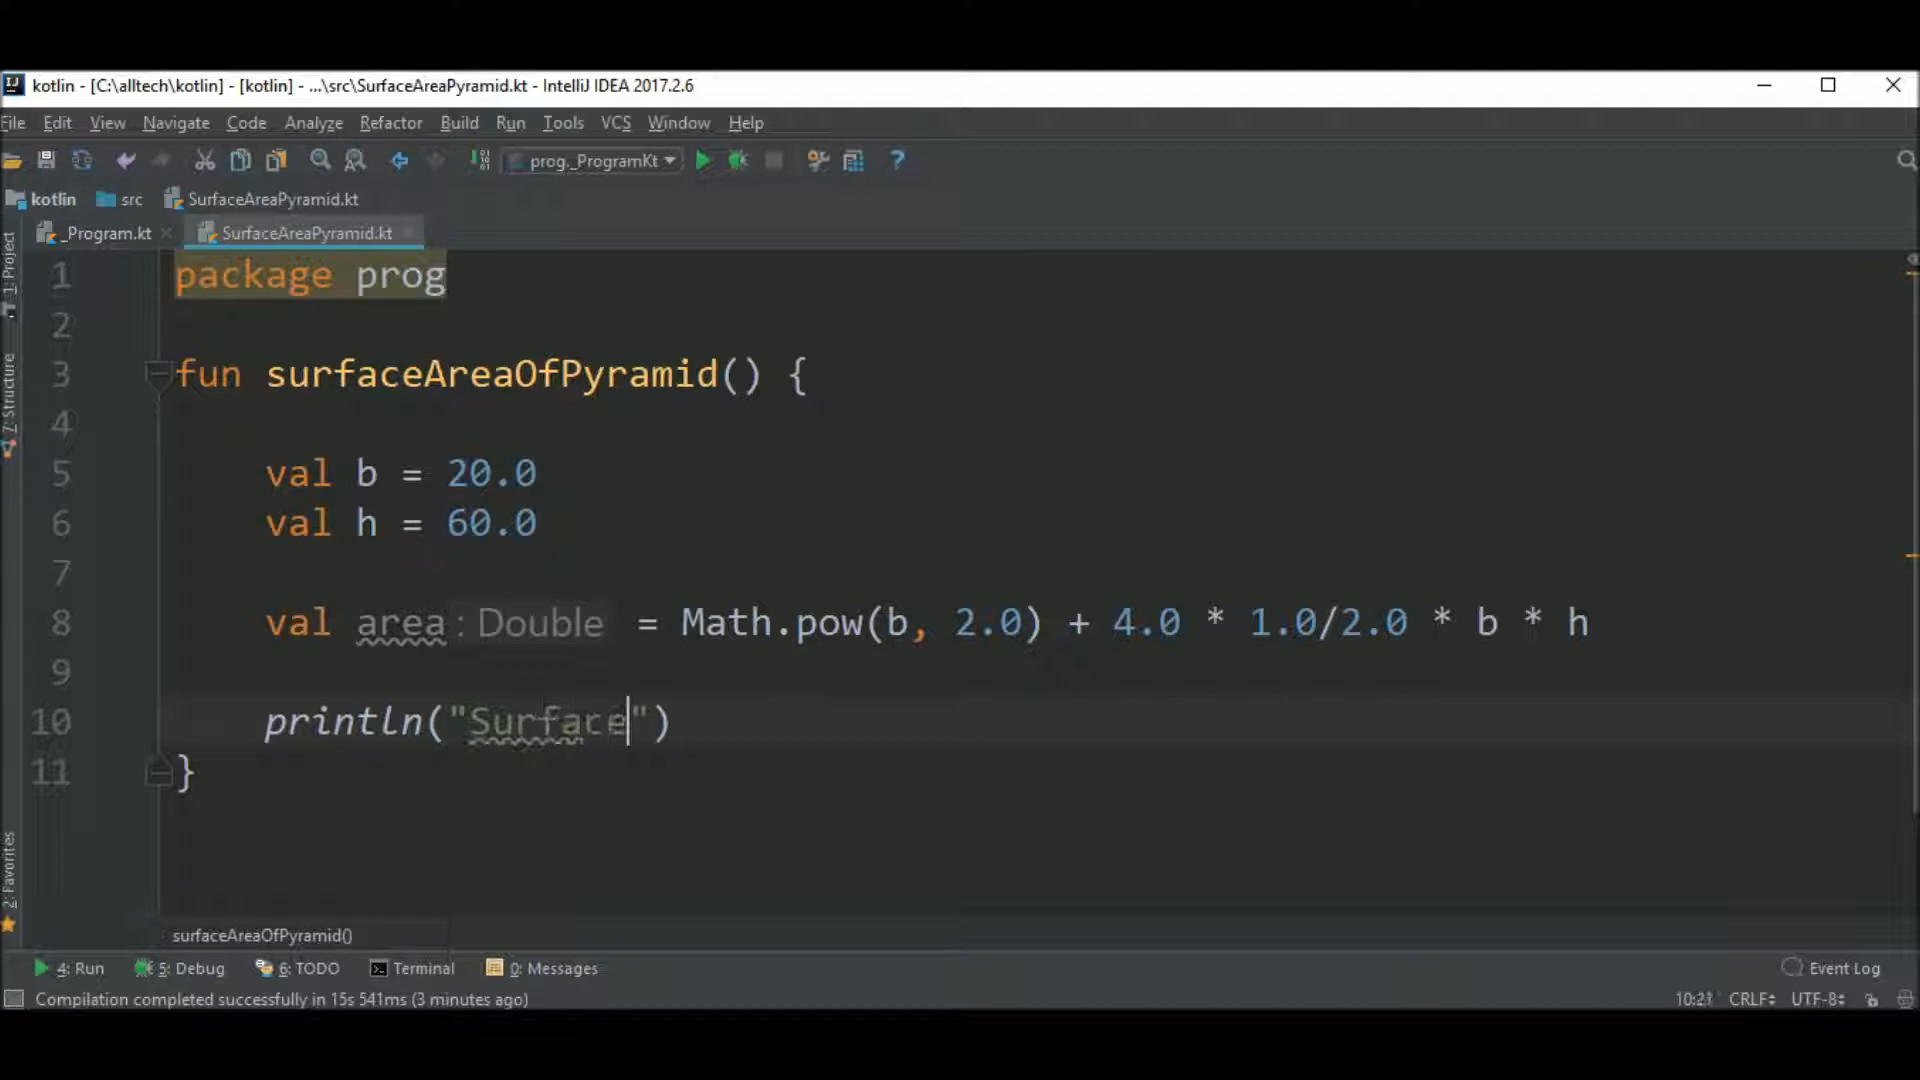 kotlin - [C:\alltech\kotlin] - [kotlin] - ...\src\SurfaceAreaPyramid.kt - IntelliJ IDEA 2017.2.6
File Edit View Navigate Code Analyze Refactor Build Run Tools VCS Window Help
prog._ProgramKt
kotlin src SurfaceAreaPyramid.kt
_Program.kt SurfaceAreaPyramid.kt
1: Project
7: Structure
2: Favorites
1 package prog
2
3 fun surfaceAreaOfPyramid() {
4
5 val b = 20.0
6 val h = 60.0
7
8 val area: Double = Math.pow(b, 2.0) + 4.0 * 1.0/2.0 * b * h
9
10 println("Surface")
11 }
surfaceAreaOfPyramid()
4: Run 5: Debug 6: TODO Terminal 0: Messages Event Log
Compilation completed successfully in 15s 541ms (3 minutes ago) 10:21 CRLF UTF-8